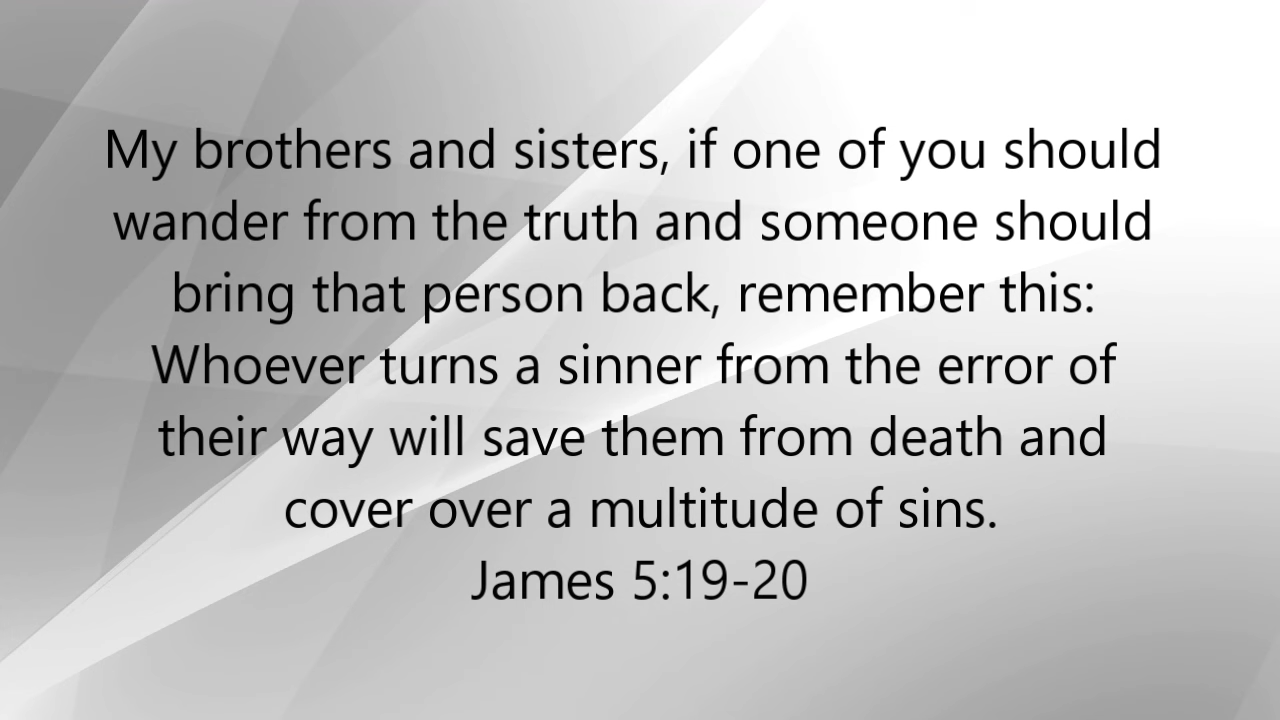 My brothers and sisters, if one of you should
wander from the truth and someone should
bring that person back, remember this:
Whoever turns a sinner from the error of
their way will save them from death and
cover over a multitude of sins.
James 5:19-20